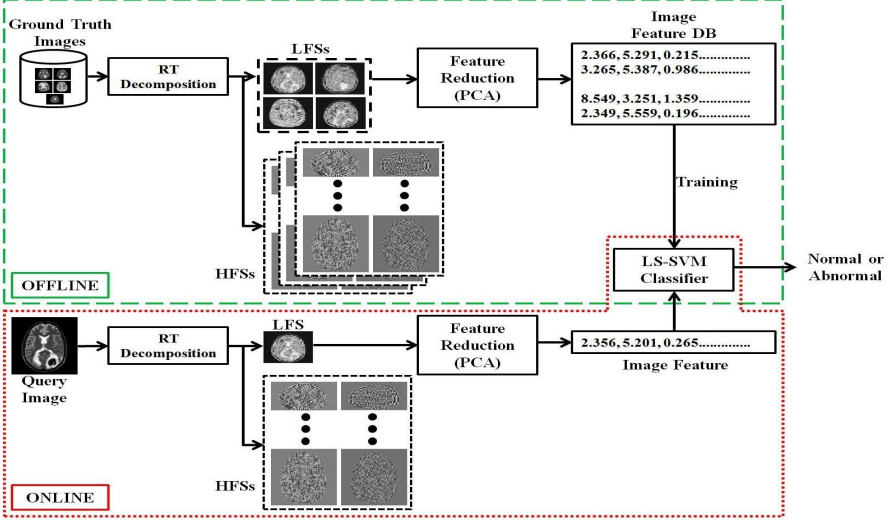 Ground Truth
Images
RT
Decomposition
LFSs
Feature
Reduction
(PCA)
Image
Feature DB
2.366, 5.291, 0.215..............
3.265, 5.387, 0.986..............
8.549, 3.251, 1.359..............
2.349, 5.559, 0.196..............
Training
HFSs
LS-SVM
Classifier
Normal or
Abnormal
OFFLINE
Query
Image
RT
Decomposition
LFS
Feature
Reduction
(PCA)
2.356, 5.201, 0.265..............
Image Feature
HFSs
ONLINE